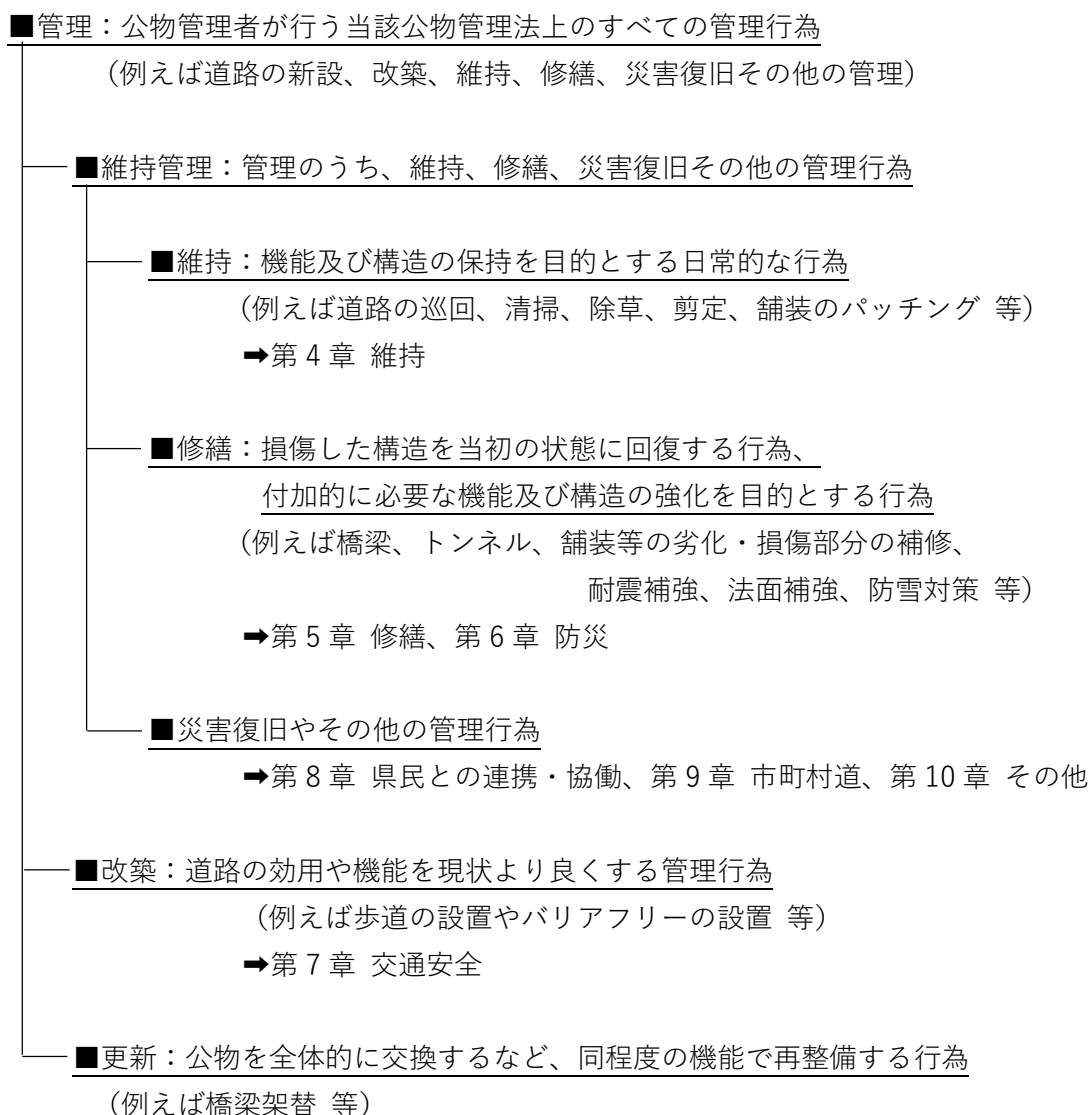 ■管理：公物管理者が行う当該公物管理法上のすべての管理行為
（例えば道路の新設、改築、維持、修繕、災害復旧その他の管理）
■維持管理：管理のうち、維持、修繕、災害復旧その他の管理行為
■維持：機能及び構造の保持を目的とする日常的な行為
（例えば道路の巡回、清掃、除草、剪定、舗装のパッチング 等）
➡第4章 維持
■修繕：損傷した構造を当初の状態に回復する行為、
付加的に必要な機能及び構造の強化を目的とする行為
（例えば橋梁、トンネル、舗装等の劣化・損傷部分の補修、
耐震補強、法面補強、防雪対策 等）
➡第5章 修繕、第6章 防災
■災害復旧やその他の管理行為
➡第8章 県民との連携・協働、第9章 市町村道、第10章 その他
■改築：道路の効用や機能を現状より良くする管理行為
（例えば歩道の設置やバリアフリーの設置 等）
➡第7章 交通安全
■更新：公物を全体的に交換するなど、同程度の機能で再整備する行為
（例えば橋梁架替 等）